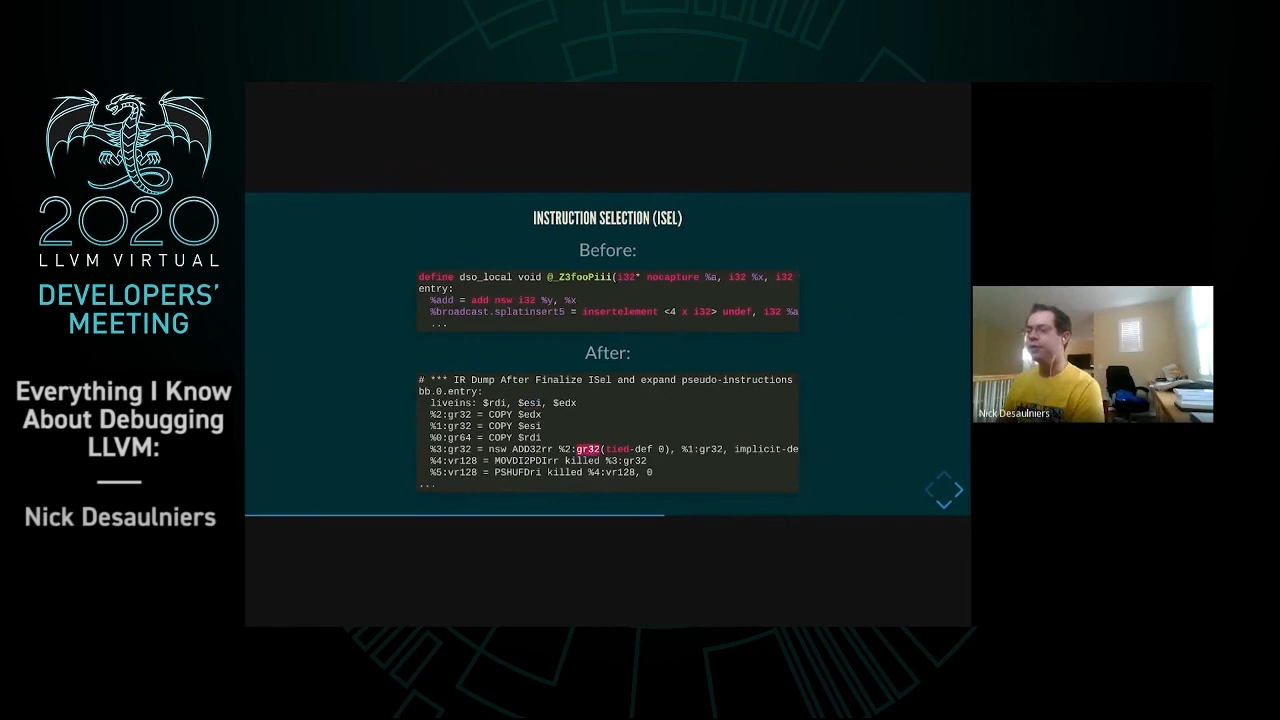 2020
LLVM VIRTUAL
DEVELOPERS'
MEETING
Everything I Know
About Debugging
LLVM:
Nick Desaulniers
INSTRUCTION SELECTION (ISEL)
Before:
define dso_local void @_Z3fooPiii(i32* nocapture %a, i32 %x, i32
entry:
%add = add nsw i32 %y, %x
%broadcast.splatinsert5 = insertelement <4 x i32> undef, i32 %a
...
After:
# *** IR Dump After Finalize ISel and expand pseudo-instructions
bb.0.entry:
liveins: $rdi, $esi, $edx
%2:gr32 = COPY $edx
%1:gr32 = COPY $esi
%0:gr64 = COPY $rdi
%3:gr32 = nsw ADD32rr %2:gr32(tied-def 0), %1:gr32, implicit-de
%4:vr128 = MOVDI2PDIrr killed %3:gr32
%5:vr128 = PSHUFDri killed %4:vr128, 0
...
Nick Desaulniers